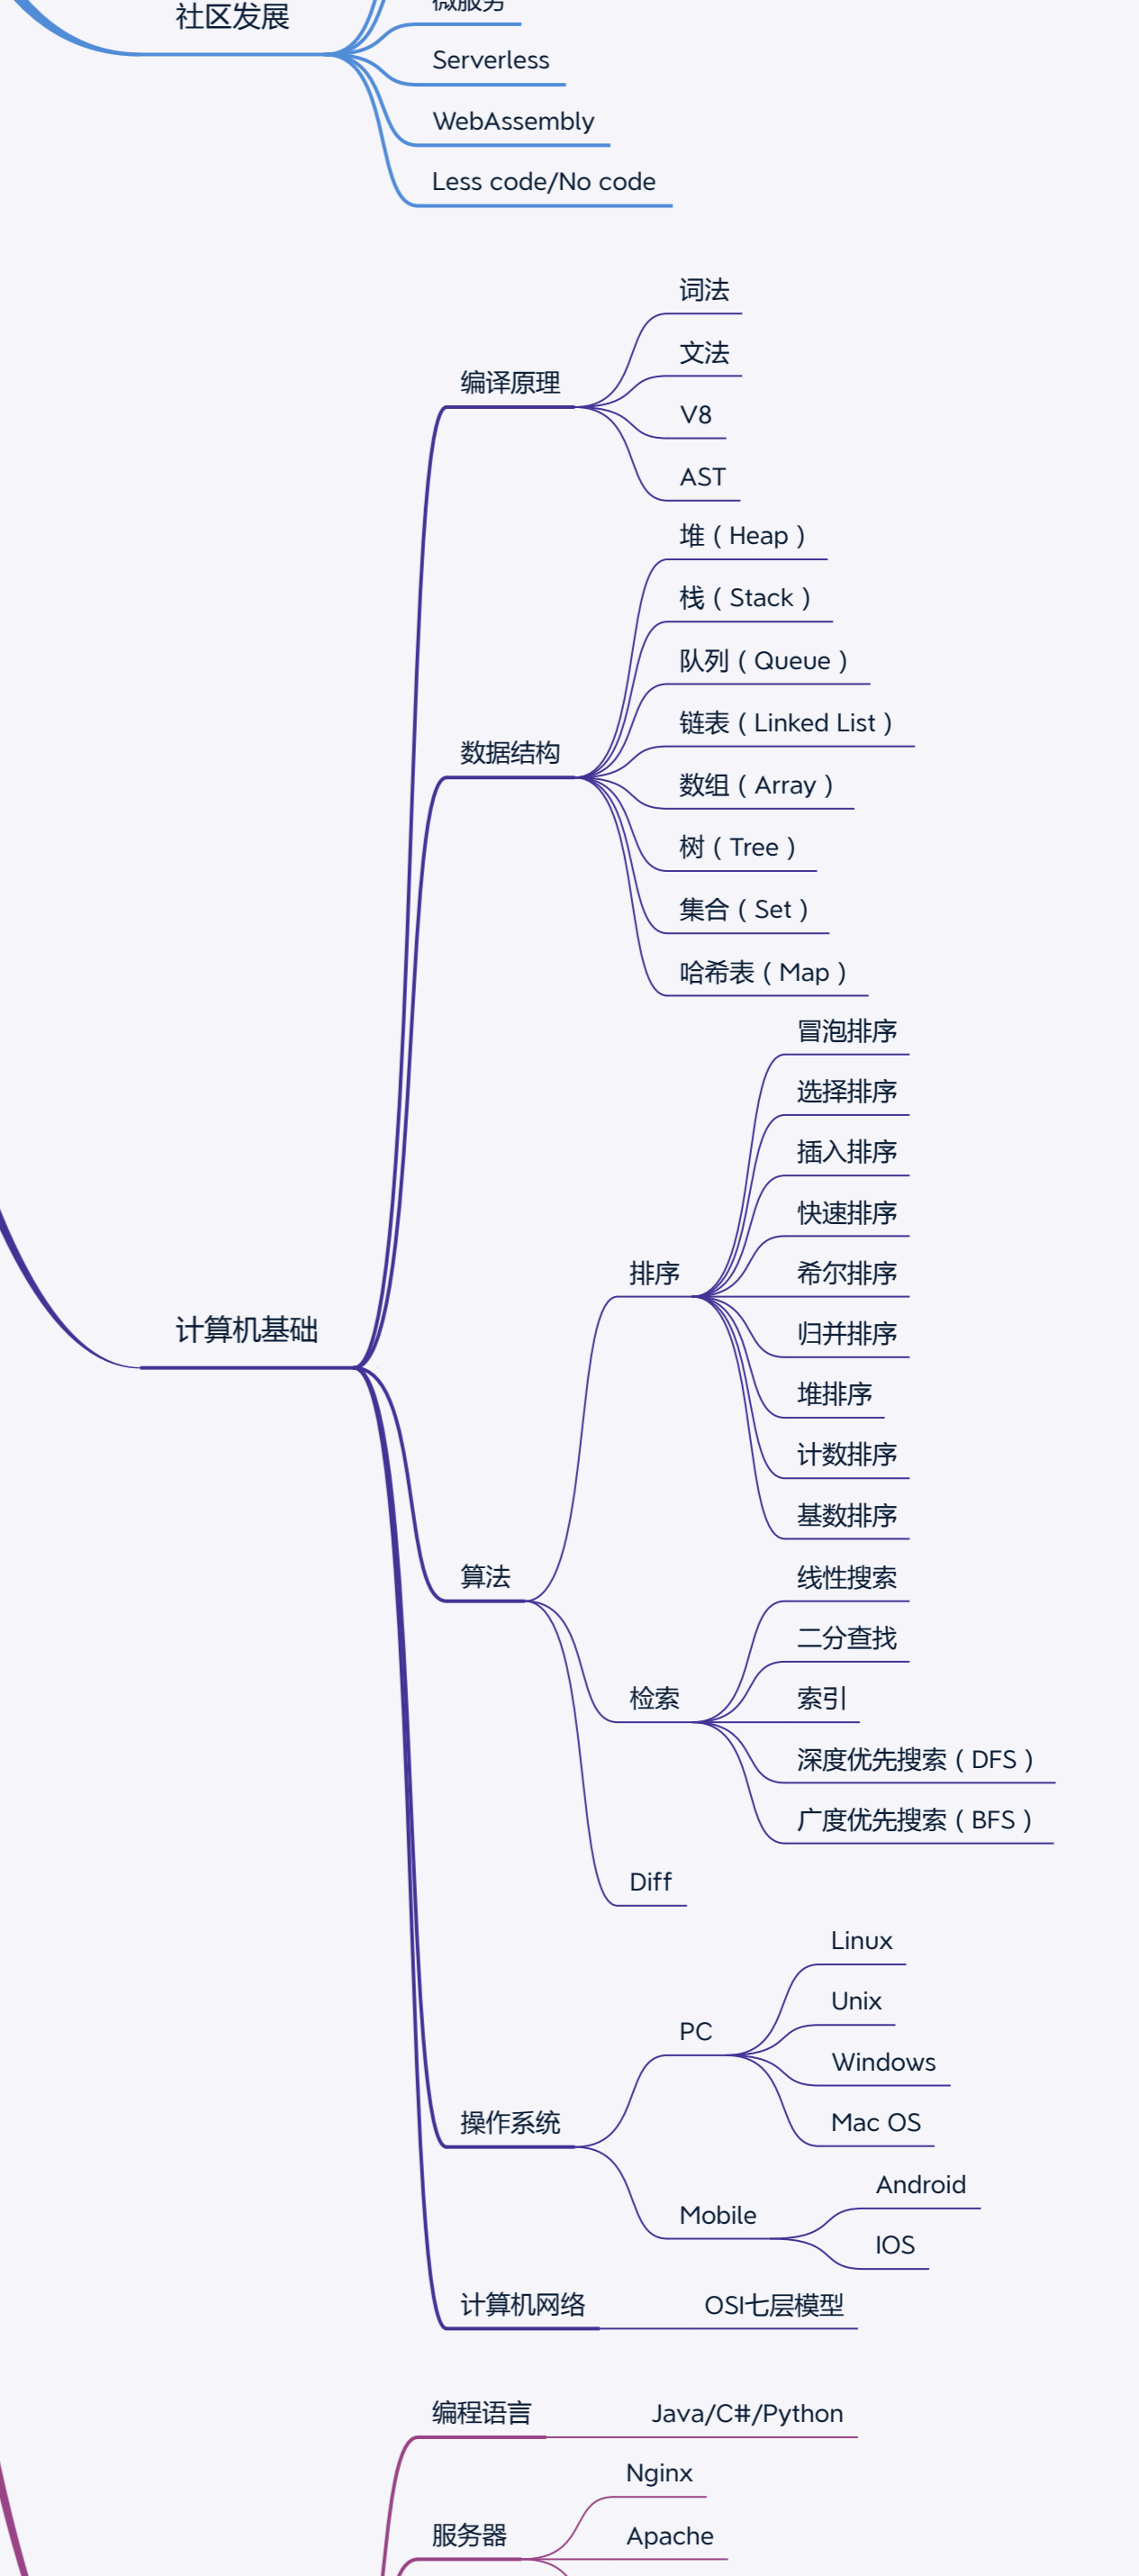 社区发展
微服务
Serverless
WebAssembly
Less code/No code
计算机基础
编译原理
词法
文法
V8
AST
数据结构
堆 ( Heap )
栈 ( Stack )
队列 ( Queue )
链表 ( Linked List )
数组 ( Array )
树 ( Tree )
集合 ( Set )
哈希表 ( Map )
算法
排序
冒泡排序
选择排序
插入排序
快速排序
希尔排序
归并排序
堆排序
计数排序
基数排序
检索
线性搜索
二分查找
索引
深度优先搜索 ( DFS )
广度优先搜索 ( BFS )
Diff
操作系统
PC
Linux
Unix
Windows
Mac OS
Mobile
Android
IOS
计算机网络
OSI七层模型
编程语言
Java/C#/Python
服务器
Nginx
Apache